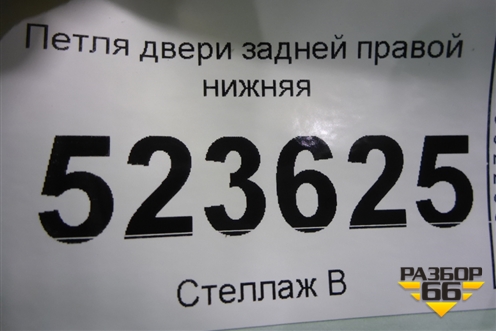 Петля двери задней правой
нижняя
523625
Стеллаж В
РАЗБОР
66